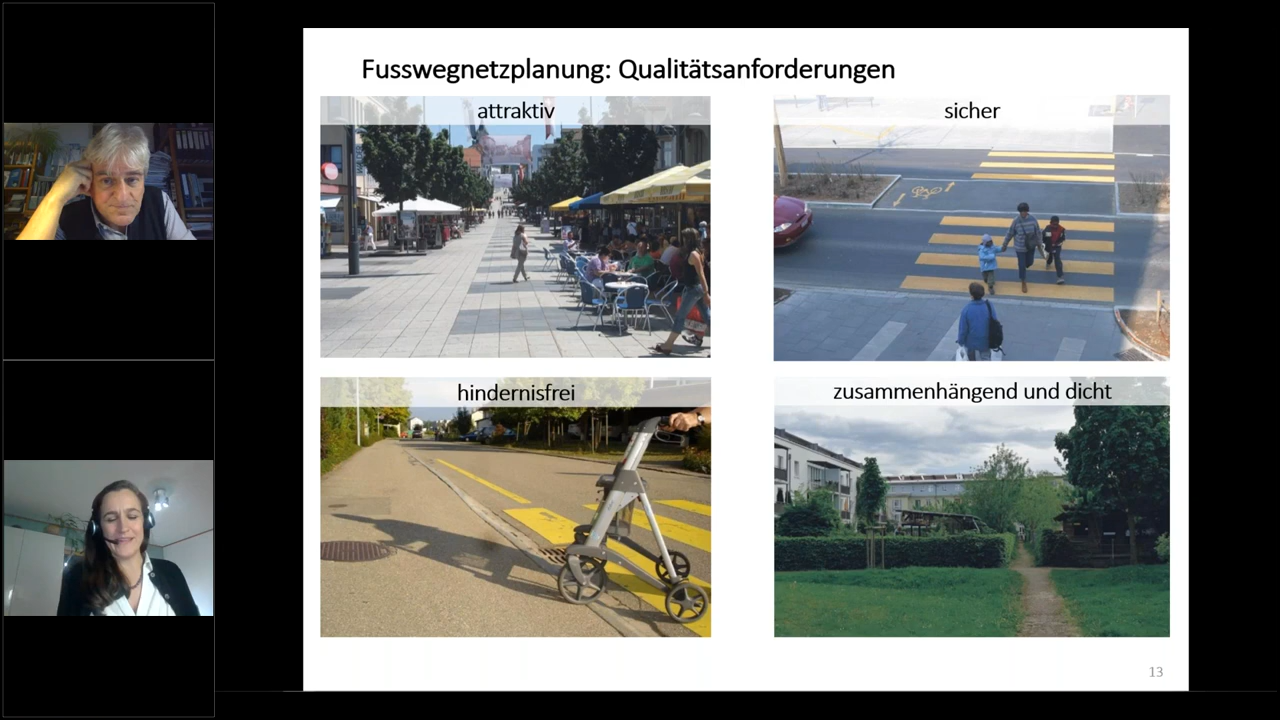 Fusswegnetzplanung: Qualitätsanforderungen
attraktiv
sicher
hindernisfrei
zusammenhängend und dicht
13